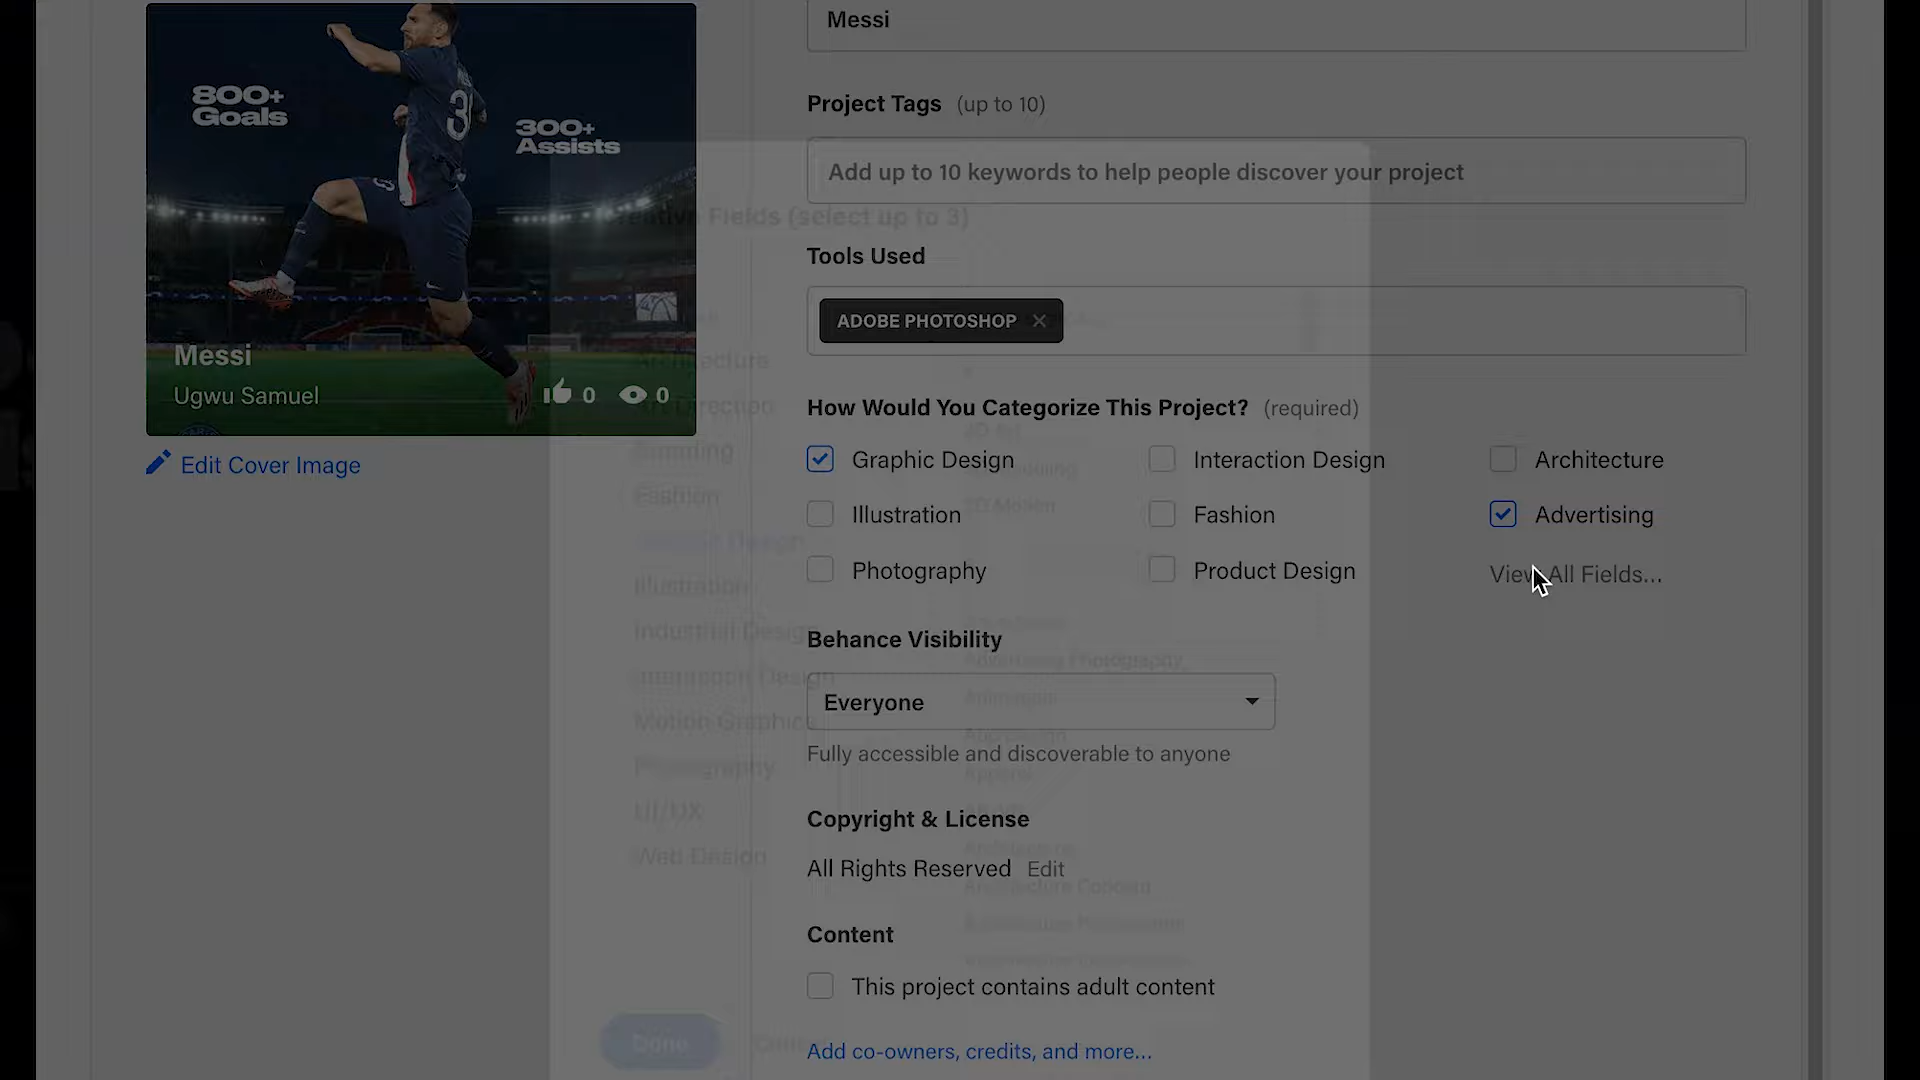 Messi
Project Tags (up to 10)
Add up to 10 keywords to help people discover your project
800+
Goals
300+
Assists
3
Messi
Ugwu Samuel
0 0
Edit Cover Image
Fields (select up to 3)
Tools Used
ADOBE PHOTOSHOP
How Would You Categorize This Project? (required)
Graphic Design Interaction Design Architecture
Illustration Fashion Advertising
Photography Product Design View All Fields...
Behance Visibility
Everyone
Fully accessible and discoverable to anyone
Copyright & License
All Rights Reserved Edit
Content
This project contains adult content
Add co-owners, credits, and more...
Architecture
Art Direction
Branding
Fashion
Illustration
Industrial Design
Motion Graphics
Photography
UI/UX
Web Design
Advertising Photography
Architecture Concept
Done